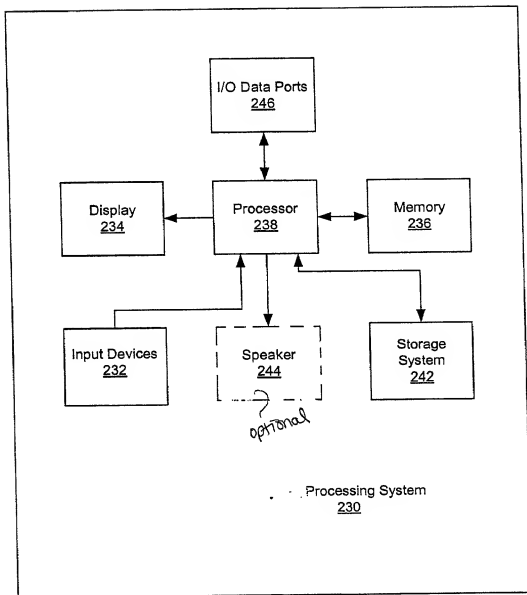 I/O Data Ports
246
Display
234
Processor
238
Memory
236
Input Devices
232
Speaker
244
Storage
System
242
optional
Processing System
230